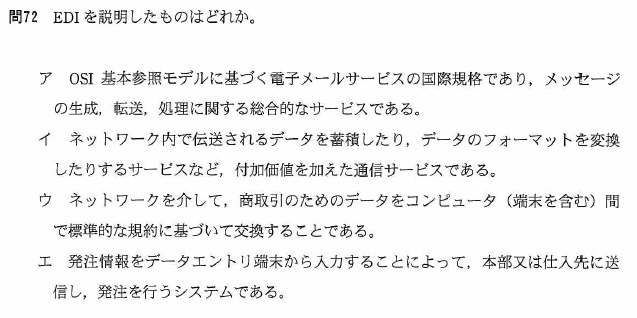 問72 EDIを説明したものはどれか。
ア OSI 基本参照モデルに基づく電子メールサービスの国際規格であり，メッセージ
の生成，転送，処理に関する総合的なサービスである。
イ ネットワーク内で伝送されるデータを蓄積したり，データのフォーマットを変換
したりするサービスなど，付加価値を加えた通信サービスである。
ウ ネットワークを介して，商取引のためのデータをコンピュータ（端末を含む）間
で標準的な規約に基づいて交換することである。
エ 発注情報をデータエントリ端末から入力することによって，本部又は仕入先に送
信し，発注を行うシステムである。